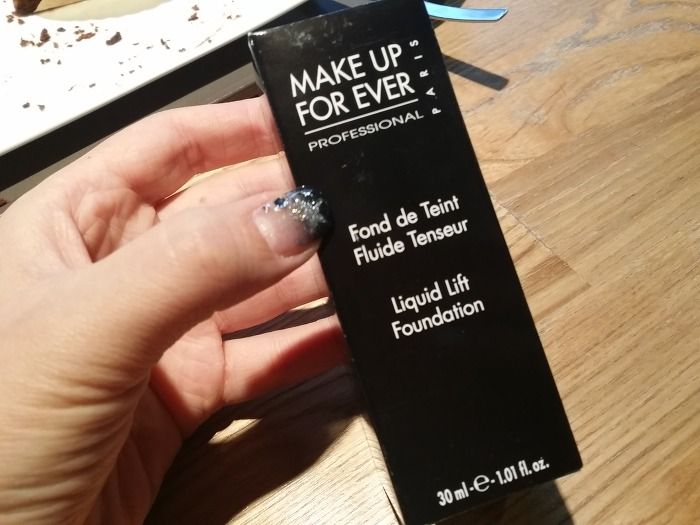 MAKE UP
FOR EVER
PROFESSIONAL
PARIS
Fond de Teint
Fluide Tenseur
Liquid Lift
Foundation
30 ml-e-1.01 fl. oz.